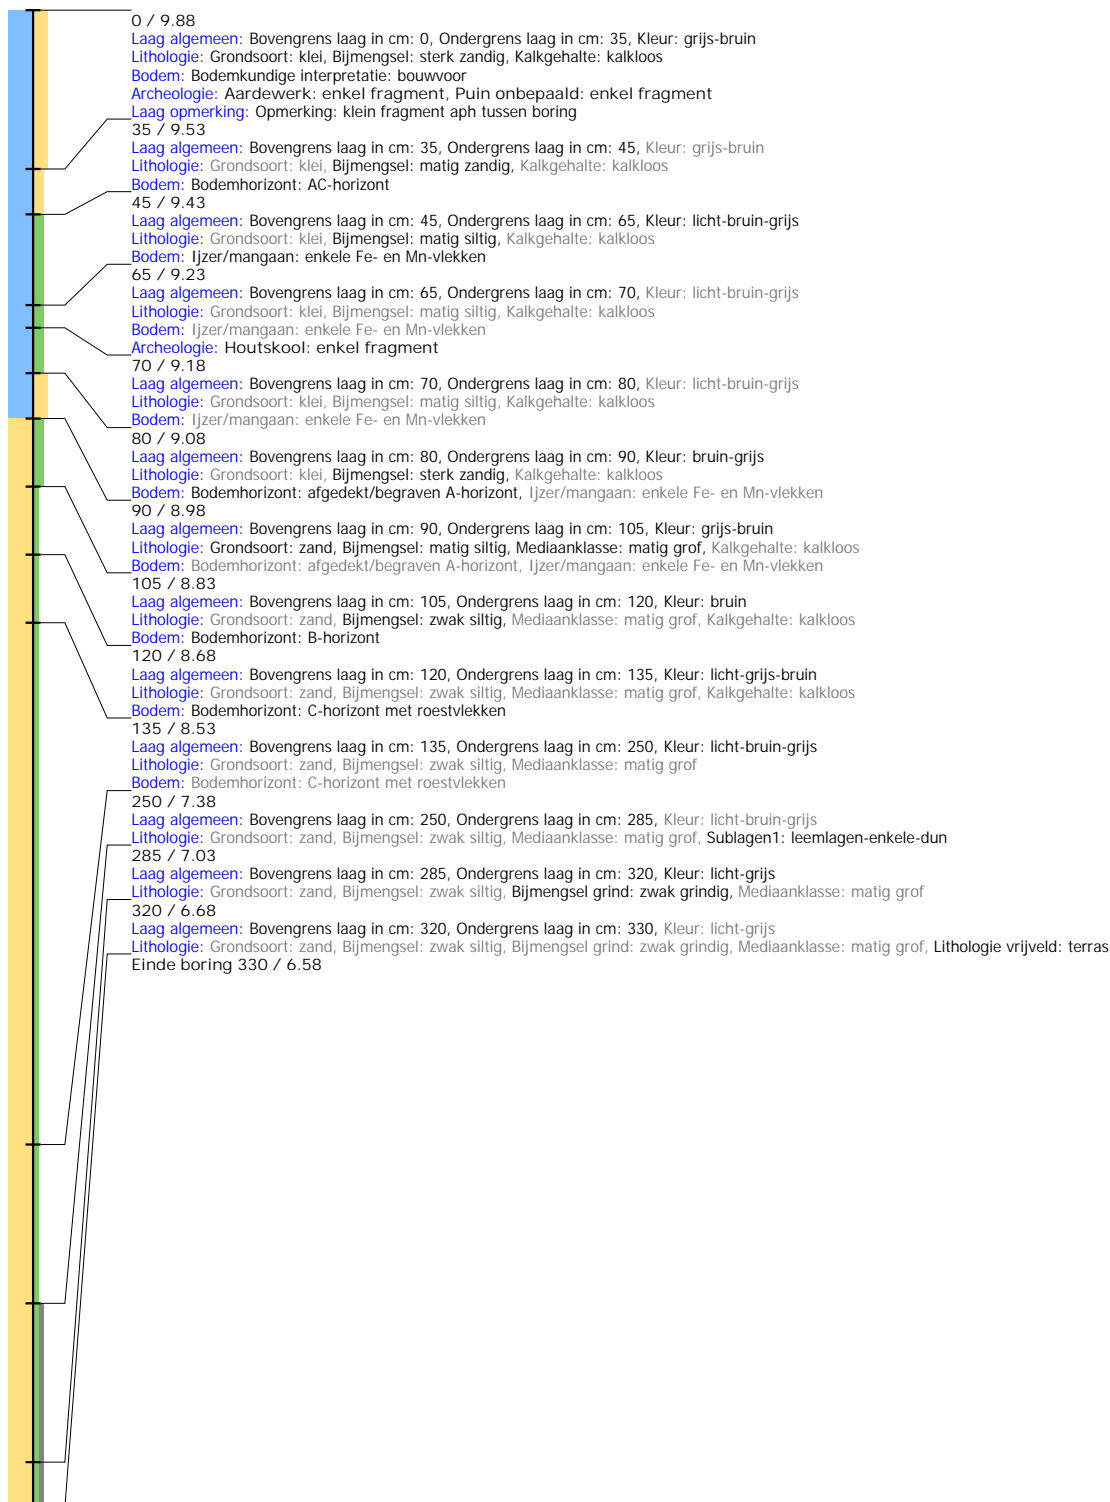 0 / 9.88
Laag algemeen: Bovengrens laag in cm: 0, Ondergrens laag in cm: 35, Kleur: grijs-bruin
Lithologie: Grondsoort: klei, Bijmengsel: sterk zandig, Kalkgehalte: kalkloos
Bodem: Bodemkundige interpretatie: bouwvoor
Archeologie: Aardewerk: enkel fragment, Puin onbepaald: enkel fragment
Laag opmerking: Opmerking: klein fragment aph tussen boring
35 / 9.53
Laag algemeen: Bovengrens laag in cm: 35, Ondergrens laag in cm: 45, Kleur: grijs-bruin
Lithologie: Grondsoort: klei, Bijmengsel: matig zandig, Kalkgehalte: kalkloos
Bodem: Bodemhorizont: AC-horizont
45 / 9.43
Laag algemeen: Bovengrens laag in cm: 45, Ondergrens laag in cm: 65, Kleur: licht-bruin-grijs
Lithologie: Grondsoort: klei, Bijmengsel: matig siltig, Kalkgehalte: kalkloos
Bodem: Ijzer/mangaan: enkele Fe- en Mn-vlekken
65 / 9.23
Laag algemeen: Bovengrens laag in cm: 65, Ondergrens laag in cm: 70, Kleur: licht-bruin-grijs
Lithologie: Grondsoort: klei, Bijmengsel: matig siltig, Kalkgehalte: kalkloos
Bodem: Ijzer/mangaan: enkele Fe- en Mn-vlekken
Archeologie: Houtskool: enkel fragment
70 / 9.18
Laag algemeen: Bovengrens laag in cm: 70, Ondergrens laag in cm: 80, Kleur: licht-bruin-grijs
Lithologie: Grondsoort: klei, Bijmengsel: matig siltig, Kalkgehalte: kalkloos
Bodem: Ijzer/mangaan: enkele Fe- en Mn-vlekken
80 / 9.08
Laag algemeen: Bovengrens laag in cm: 80, Ondergrens laag in cm: 90, Kleur: bruin-grijs
Lithologie: Grondsoort: klei, Bijmengsel: sterk zandig, Kalkgehalte: kalkloos
Bodem: Bodemhorizont: afgedekt/begraven A-horizont, Ijzer/mangaan: enkele Fe- en Mn-vlekken
90 / 8.98
Laag algemeen: Bovengrens laag in cm: 90, Ondergrens laag in cm: 105, Kleur: grijs-bruin
Lithologie: Grondsoort: zand, Bijmengsel: matig siltig, Mediaanklasse: matig grof, Kalkgehalte: kalkloos
Bodem: Bodemhorizont: afgedekt/begraven A-horizont, Ijzer/mangaan: enkele Fe- en Mn-vlekken
105 / 8.83
Laag algemeen: Bovengrens laag in cm: 105, Ondergrens laag in cm: 120, Kleur: bruin
Lithologie: Grondsoort: zand, Bijmengsel: zwak siltig, Mediaanklasse: matig grof, Kalkgehalte: kalkloos
Bodem: Bodemhorizont: B-horizont
120 / 8.68
Laag algemeen: Bovengrens laag in cm: 120, Ondergrens laag in cm: 135, Kleur: licht-grijs-bruin
Lithologie: Grondsoort: zand, Bijmengsel: zwak siltig, Mediaanklasse: matig grof, Kalkgehalte: kalkloos
Bodem: Bodemhorizont: C-horizont met roestvlekken
135 / 8.53
Laag algemeen: Bovengrens laag in cm: 135, Ondergrens laag in cm: 250, Kleur: licht-bruin-grijs
Lithologie: Grondsoort: zand, Bijmengsel: zwak siltig, Mediaanklasse: matig grof
Bodem: Bodemhorizont: C-horizont met roestvlekken
250 / 7.38
Laag algemeen: Bovengrens laag in cm: 250, Ondergrens laag in cm: 285, Kleur: licht-bruin-grijs
Lithologie: Grondsoort: zand, Bijmengsel: zwak siltig, Mediaanklasse: matig grof, Sublagen1: leemlagen-enkele-dun
285 / 7.03
Laag algemeen: Bovengrens laag in cm: 285, Ondergrens laag in cm: 320, Kleur: licht-grijs
Lithologie: Grondsoort: zand, Bijmengsel: zwak siltig, Bijmengsel grind: zwak grindig, Mediaanklasse: matig grof
320 / 6.68
Laag algemeen: Bovengrens laag in cm: 320, Ondergrens laag in cm: 330, Kleur: licht-grijs
Lithologie: Grondsoort: zand, Bijmengsel: zwak siltig, Bijmengsel grind: zwak grindig, Mediaanklasse: matig grof, Lithologie vrijveld: terras
Einde boring 330 / 6.58